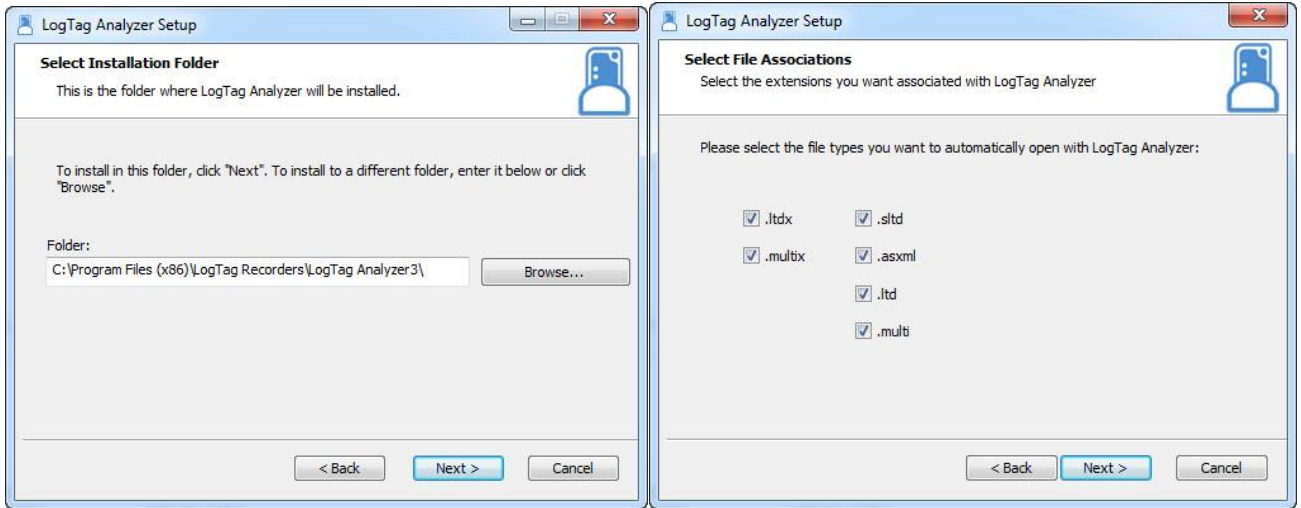 LogTag Analyzer Setup
Select Installation Folder
This is the folder where LogTag Analyzer will be installed.
To install in this folder, click "Next". To install to a different folder, enter it below or click
"Browse".
Folder:
C:\Program Files (x86)\LogTag Recorders\LogTag Analyzer3\
Browse...
< Back
Next >
Cancel
LogTag Analyzer Setup
Select File Associations
Select the extensions you want associated with LogTag Analyzer
Please select the file types you want to automatically open with LogTag Analyzer:
.ltdx
.sltd
.multix
.asxml
.ltd
.multi
< Back
Next >
Cancel